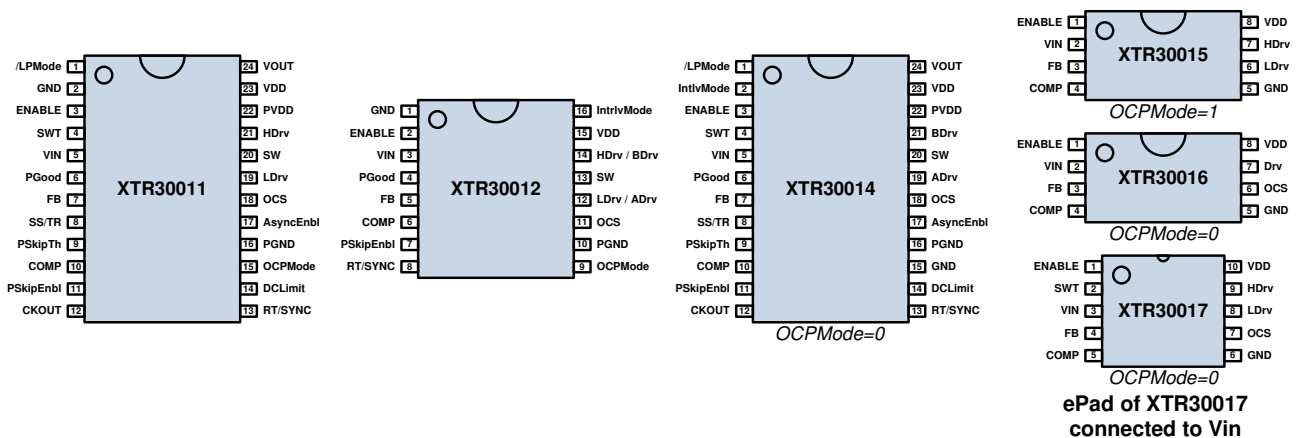 /LPMode 1 24 VOUT
GND 2 23 VDD
ENABLE 3 22 PVDD
SWT 4 21 HDrv
VIN 5 20 SW
PGood 6 XTR30011 19 LDrv
FB 7 18 OCS
SS/TR 8 17 AsyncEnbl
PSkipTh 9 16 PGND
COMP 10 15 OCPMode
PSkipEnbl 11 14 DCLimit
CKOUT 12 13 RT/SYNC
GND 1 16 IntrlvMode
ENABLE 2 15 VDD
VIN 3 14 HDrv / BDrv
PGood 4 XTR30012 13 SW
FB 5 12 LDrv / ADrv
COMP 6 11 OCS
PSkipEnbl 7 10 PGND
RT/SYNC 8 9 OCPMode
/LPMode 1 24 VOUT
IntlvMode 2 23 VDD
ENABLE 3 22 PVDD
SWT 4 21 BDrv
VIN 5 20 SW
PGood 6 XTR30014 19 ADrv
FB 7 18 OCS
SS/TR 8 17 AsyncEnbl
PSkipTh 9 16 PGND
COMP 10 15 GND
PSkipEnbl 11 14 DCLimit
CKOUT 12 13 RT/SYNC
OCPMode=0
ENABLE 1 8 VDD
VIN 2 XTR30015 7 HDrv
FB 3 6 LDrv
COMP 4 5 GND
OCPMode=1
ENABLE 1 8 VDD
VIN 2 XTR30016 7 Drv
FB 3 6 OCS
COMP 4 5 GND
OCPMode=0
ENABLE 1 10 VDD
SWT 2 9 HDrv
VIN 3 XTR30017 8 LDrv
FB 4 7 OCS
COMP 5 6 GND
OCPMode=0
ePad of XTR30017
connected to Vin